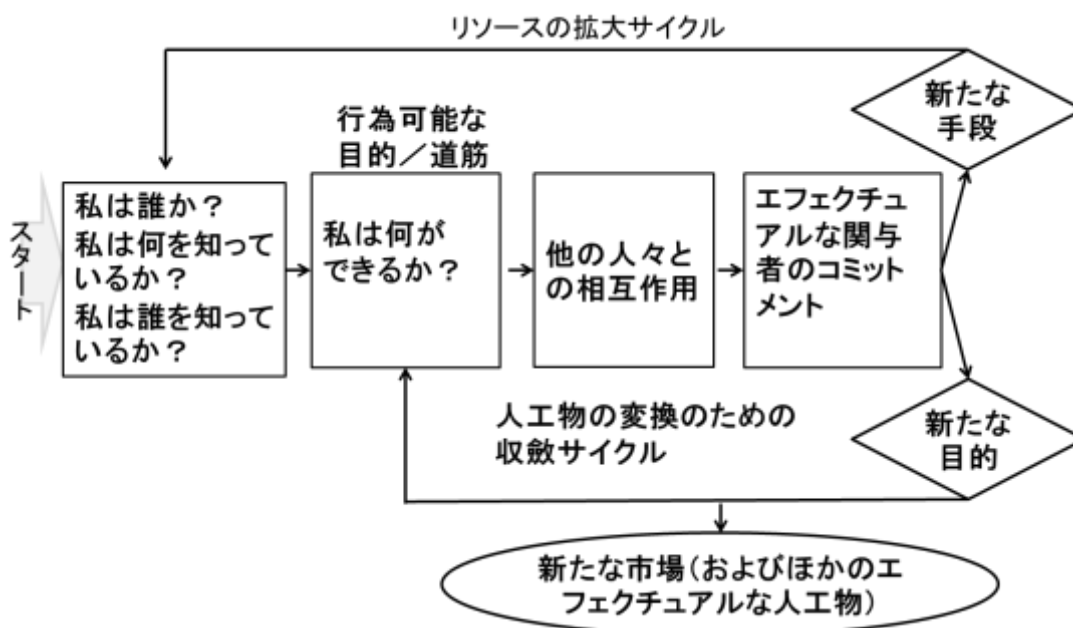 リソースの拡大サイクル
新たな
手段
行為可能な
目的／道筋
スタート
私は誰か？
私は何を知って
いるか？
私は誰を知って
いるか？
私は何が
できるか？
他の人々と
の相互作用
エフェクチュ
アルな関与
者のコミット
メント
人工物の変換のための
収斂サイクル
新たな
目的
新たな市場（およびほかのエ
フェクチュアルな人工物）